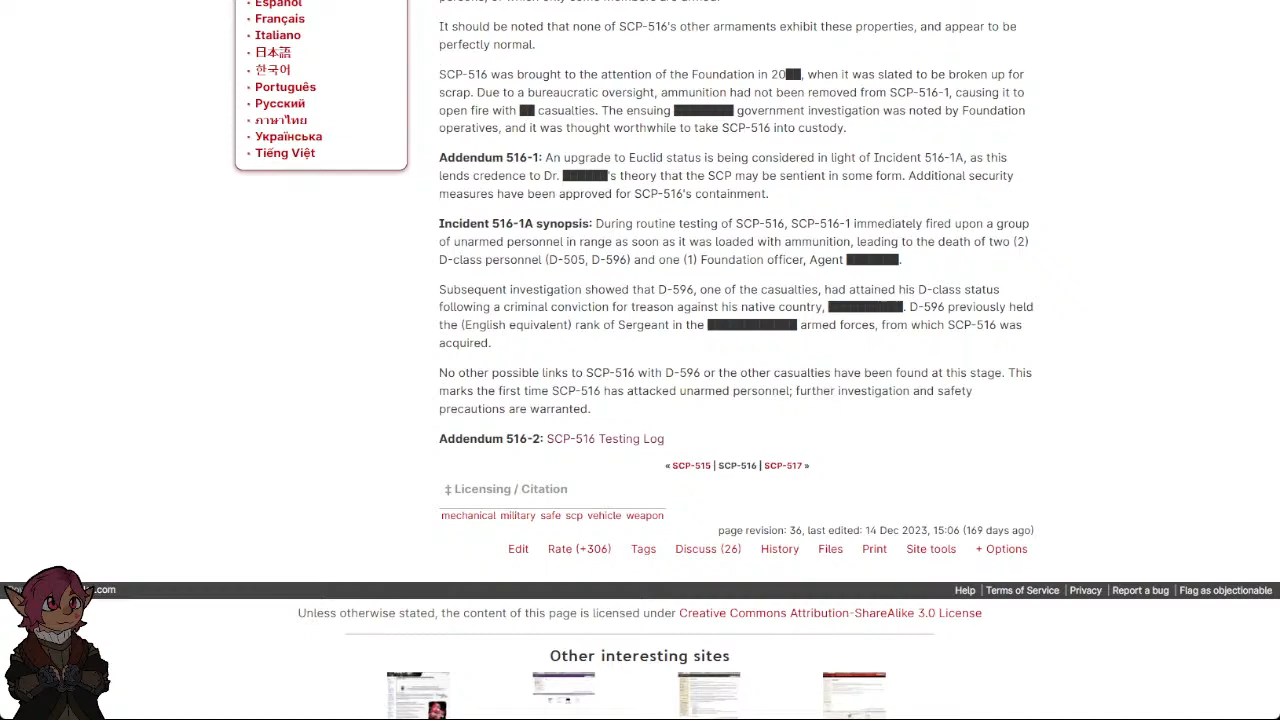 Español
Français
Italiano
日本語
한국어
Português
Русский
ภาษาไทย
Українська
Tiếng Việt
It should be noted that none of SCP-516's other armaments exhibit these properties, and appear to be
perfectly normal.
SCP-516 was brought to the attention of the Foundation in 20██, when it was slated to be broken up for
scrap. Due to a bureaucratic oversight, ammunition had not been removed from SCP-516-1, causing it to
open fire with ██ casualties. The ensuing ████████ government investigation was noted by Foundation
operatives, and it was thought worthwhile to take SCP-516 into custody.
Addendum 516-1: An upgrade to Euclid status is being considered in light of Incident 516-1A, as this
lends credence to Dr. ██████'s theory that the SCP may be sentient in some form. Additional security
measures have been approved for SCP-516's containment.
Incident 516-1A synopsis: During routine testing of SCP-516, SCP-516-1 immediately fired upon a group
of unarmed personnel in range as soon as it was loaded with ammunition, leading to the death of two (2)
D-class personnel (D-505, D-596) and one (1) Foundation officer, Agent ███████.
Subsequent investigation showed that D-596, one of the casualties, had attained his D-class status
following a criminal conviction for treason against his native country, ██████████. D-596 previously held
the (English equivalent) rank of Sergeant in the ████████████ armed forces, from which SCP-516 was
acquired.
No other possible links to SCP-516 with D-596 or the other casualties have been found at this stage. This
marks the first time SCP-516 has attacked unarmed personnel; further investigation and safety
precautions are warranted.
Addendum 516-2: SCP-516 Testing Log
« SCP-515 | SCP-516 | SCP-517 »
‡ Licensing / Citation
mechanical military safe scp vehicle weapon
page revision: 36, last edited: 14 Dec 2023, 15:06 (169 days ago)
Edit Rate (+306) Tags Discuss (26) History Files Print Site tools + Options
.com
Help | Terms of Service | Privacy | Report a bug | Flag as objectionable
Unless otherwise stated, the content of this page is licensed under Creative Commons Attribution-ShareAlike 3.0 License
Other interesting sites